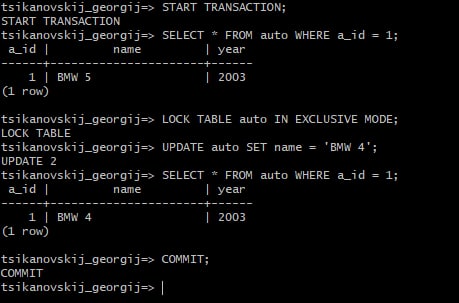 tsikanovskij_georgij=> START TRANSACTION;
START TRANSACTION
tsikanovskij_georgij=> SELECT * FROM auto WHERE a_id = 1;
 a_id |         name         | year
------+----------------------+------
    1 | BMW 5                | 2003
(1 row)

tsikanovskij_georgij=> LOCK TABLE auto IN EXCLUSIVE MODE;
LOCK TABLE
tsikanovskij_georgij=> UPDATE auto SET name = 'BMW 4';
UPDATE 2
tsikanovskij_georgij=> SELECT * FROM auto WHERE a_id = 1;
 a_id |         name         | year
------+----------------------+------
    1 | BMW 4                | 2003
(1 row)

tsikanovskij_georgij=> COMMIT;
COMMIT
tsikanovskij_georgij=>